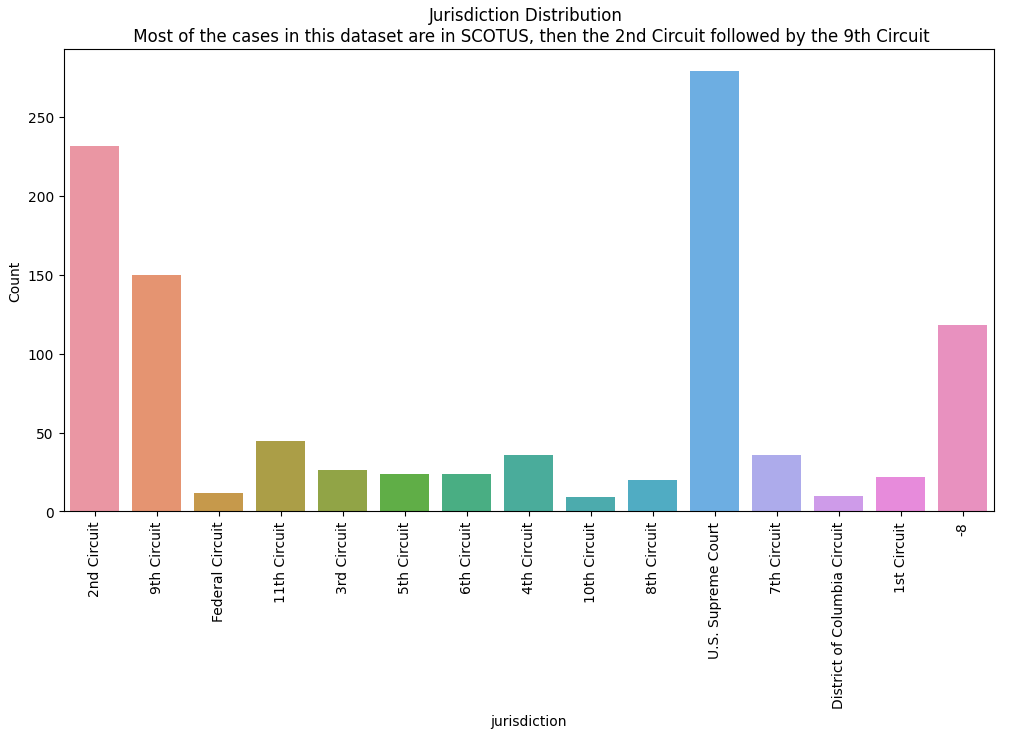 Jurisdiction Distribution
Most of the cases in this dataset are in SCOTUS, then the 2nd Circuit followed by the 9th Circuit
Count
250
200
150
100
50
0
2nd Circuit
9th Circuit
Federal Circuit
11th Circuit
3rd Circuit
5th Circuit
6th Circuit
4th Circuit
10th Circuit
8th Circuit
U.S. Supreme Court
7th Circuit
District of Columbia Circuit
1st Circuit
-8
jurisdiction